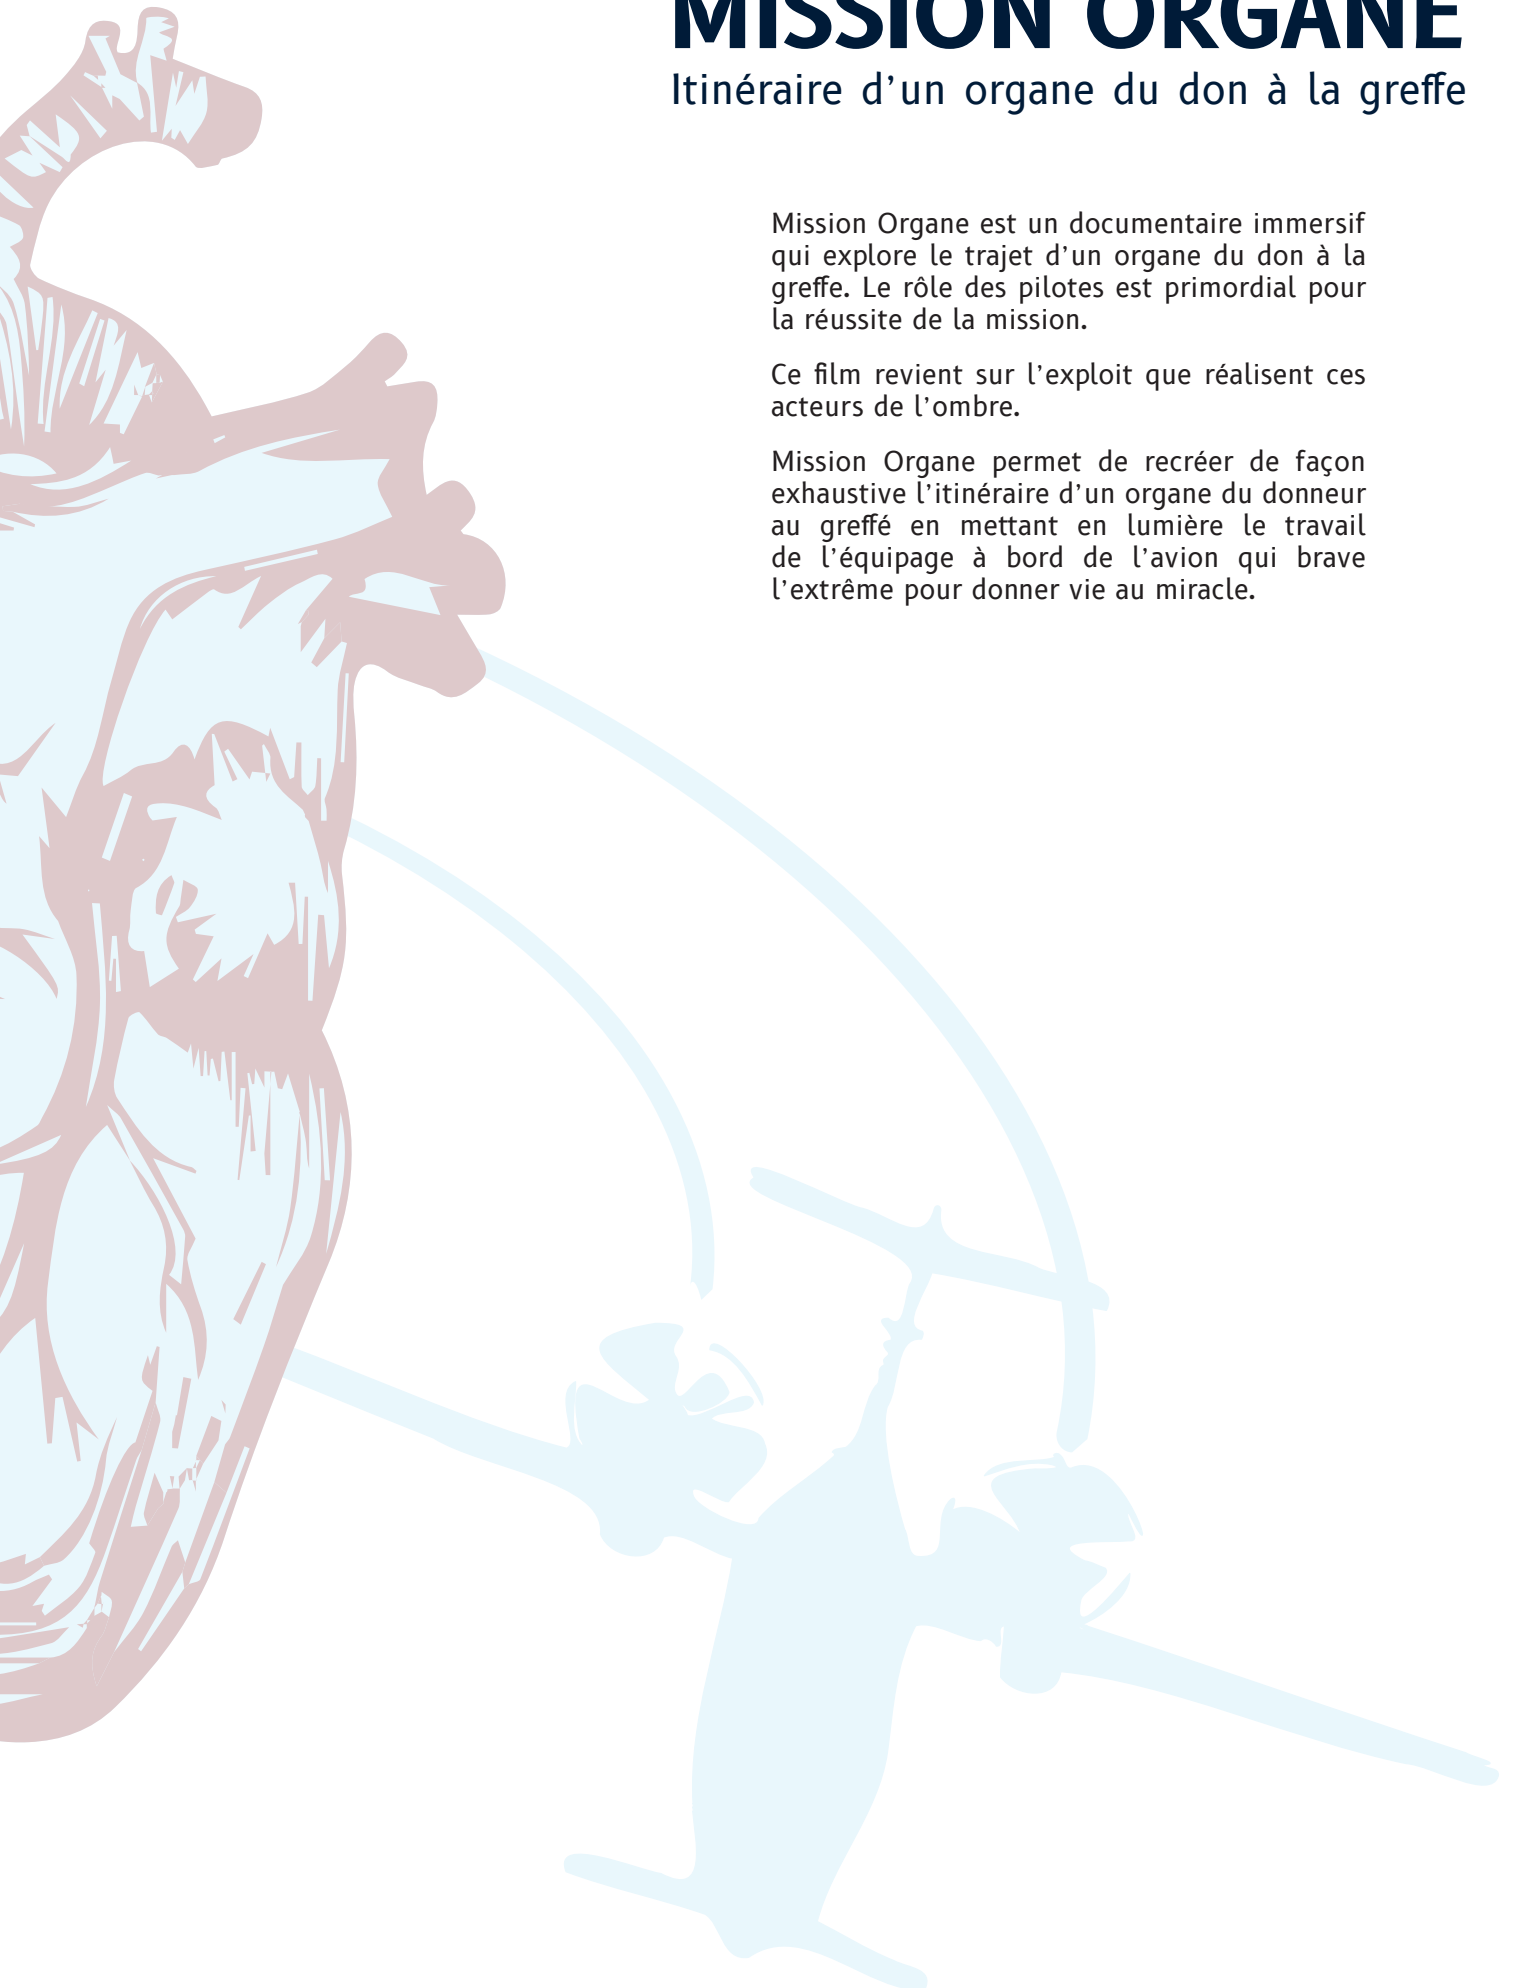 MISSION ORGANE
Itinéraire d’un organe du don à la greffe
Mission Organe est un documentaire immersif
qui explore le trajet d’un organe du don à la
greffe. Le rôle des pilotes est primordial pour
la réussite de la mission.
Ce film revient sur l’exploit que réalisent ces
acteurs de l’ombre.
Mission Organe permet de recréer de façon
exhaustive l’itinéraire d’un organe du donneur
au greffé en mettant en lumière le travail
de l’équipage à bord de l’avion qui brave
l’extrême pour donner vie au miracle.